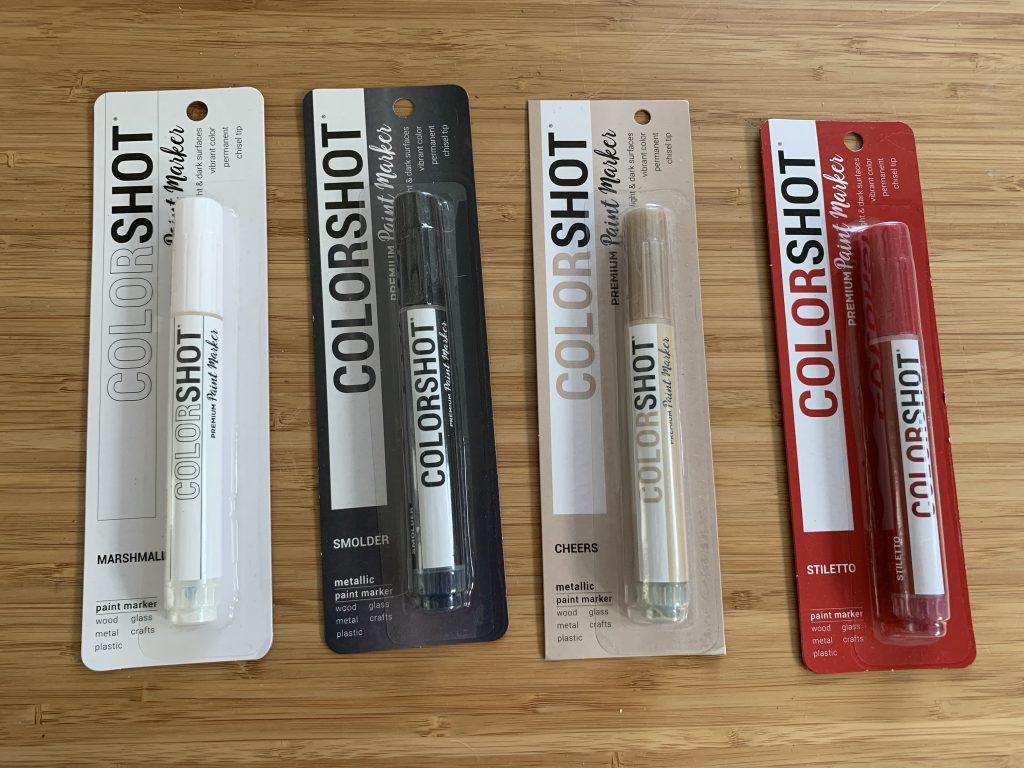 COLORSHOT®
Paint Marker
ht & dark surfaces
vibrant color
permanent
chisel tip
COLORSHOT®
PREMIUM Paint Marker
MARSHMALL
paint marker
wood glass
metal crafts
plastic
COLORSHOT®
PREMIUM Paint Marker
& dark surfaces
vibrant color
permanent
chisel tip
COLORSHOT
PREMIUM Paint Marker
SMOLDER
SMOLDER
metallic
paint marker
wood glass
metal crafts
plastic
COLORSHOT®
PREMIUM Paint Marker
light & dark surfaces
vibrant color
permanent
chisel tip
COLORSHOT
PREMIUM Paint Marker
CHEERS
metallic
paint marker
wood glass
metal crafts
plastic
COLORSHOT®
PREMIUM Paint Marker
ght & dark surfaces
vibrant color
permanent
chisel tip
COLORSHOT
STILETTO
STILETTO
paint marker
wood glass
metal crafts
plastic